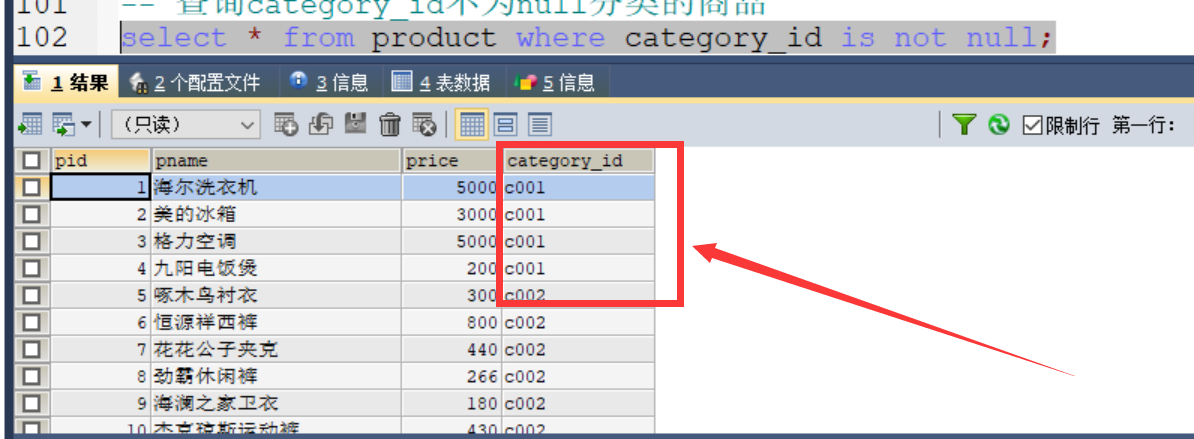 101 -- 查询category_id不为null分类的商品
102 select * from product where category_id is not null;
1 结果 2 个配置文件 3 信息 4 表数据 5 信息
(只读) 限制行 第一行:
pid pname price category_id
1 海尔洗衣机 5000 c001
2 美的冰箱 3000 c001
3 格力空调 5000 c001
4 九阳电饭煲 200 c001
5 啄木鸟衬衣 300 c002
6 恒源祥西裤 800 c002
7 花花公子夹克 440 c002
8 劲霸休闲裤 266 c002
9 海澜之家卫衣 180 c002
10 杰克琼斯运动裤 430 c002